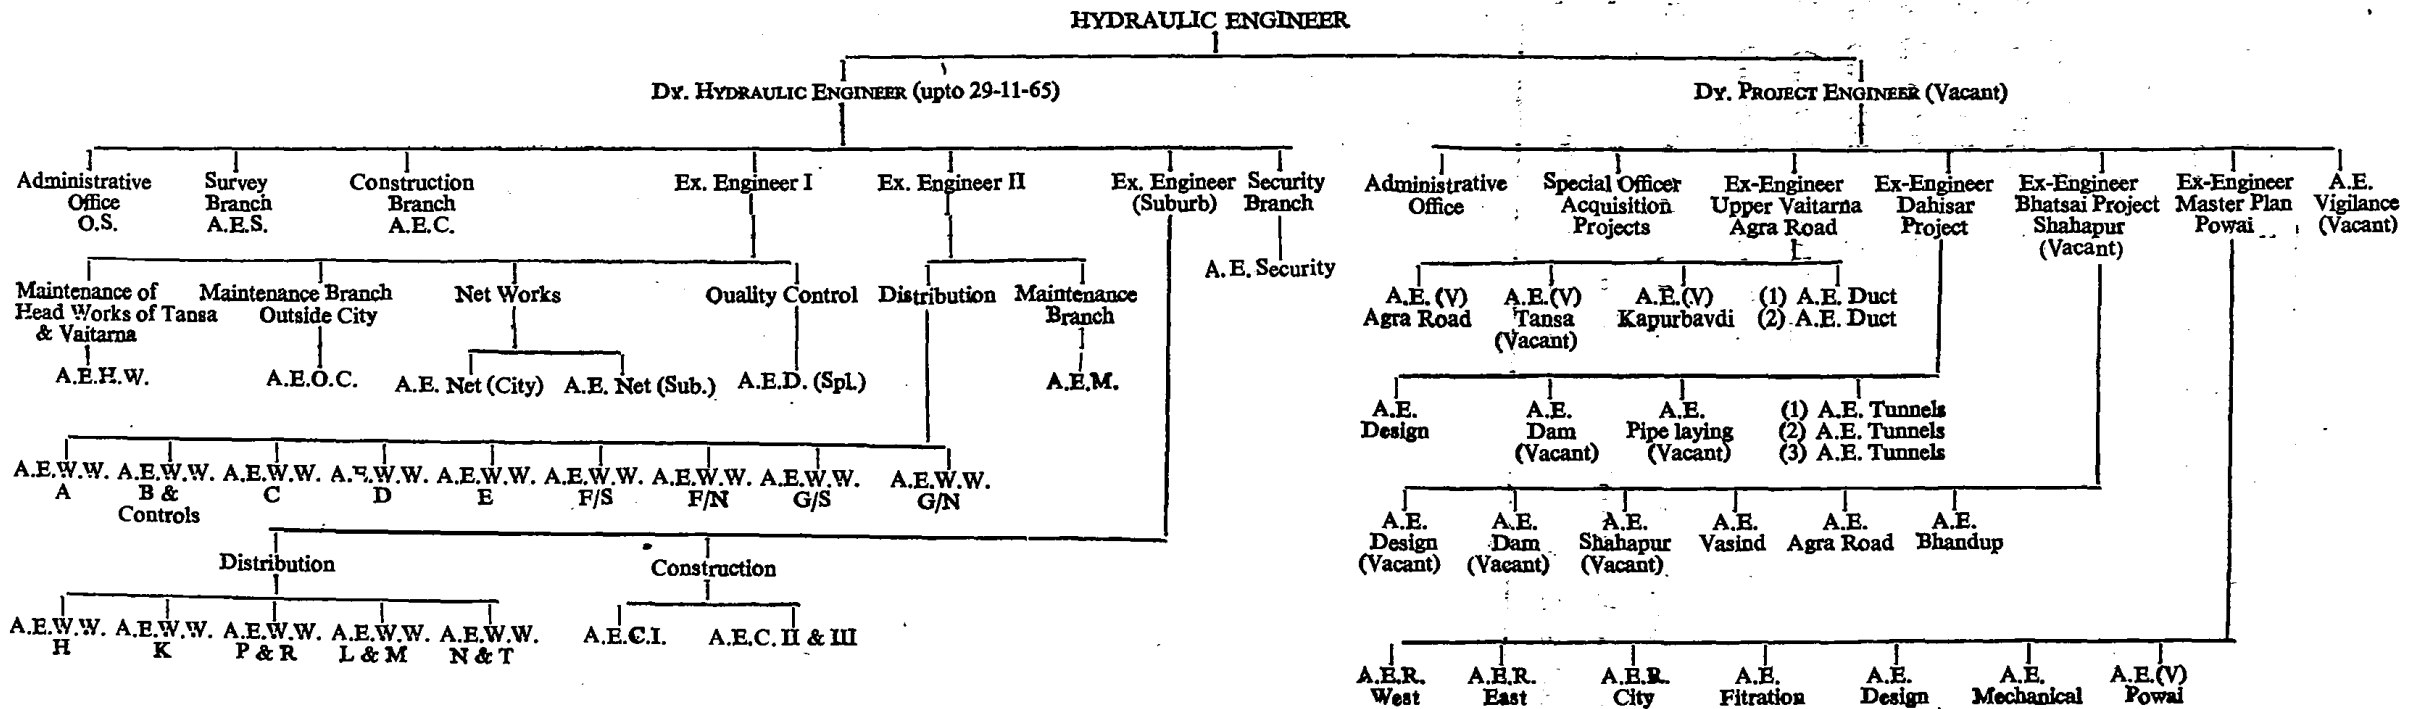 HYDRAULIC ENGINEER
Dy. Hydraulic Engineer (upto 29-11-65)
Dy. Project Engineer (Vacant)
Administrative
Office
O.S.
Survey
Branch
A.E.S.
Construction
Branch
A.E.C.
Ex. Engineer I
Ex. Engineer II
Ex. Engineer
(Suburb)
Security
Branch
A. E. Security
Maintenance of
Head Works of Tansa
& Vaitarna
A.E.H.W.
Maintenance Branch
Outside City
A.E.O.C.
Net Works
A.E. Net (City)
A.E. Net (Sub.)
Quality Control
A.E.D. (Spl.)
Distribution
Maintenance
Branch
A.E.M.
A.E.W.W.
A
A.E.W.W.
B &
Controls
A.E.W.W.
C
A.E.W.W.
D
A.E.W.W.
E
A.E.W.W.
F/S
A.E.W.W.
F/N
A.E.W.W.
G/S
A.E.W.W.
G/N
Distribution
Construction
A.E.W.W.
H
A.E.W.W.
K
A.E.W.W.
P & R
A.E.W.W.
L & M
A.E.W.W.
N & T
A.E.C.I.
A.E.C. II & III
Administrative
Office
Special Officer
Acquisition
Projects
Ex-Engineer
Upper Vaitarna
Agra Road
Ex-Engineer
Dahisar
Project
Ex-Engineer
Bhatsai Project
Shahapur
(Vacant)
Ex-Engineer
Master Plan
Powai
A.E.
Vigilance
(Vacant)
A.E. (V)
Agra Road
A.E.(V)
Tansa
(Vacant)
A.E.(V)
Kapurbavdi
(1) A.E. Duct
(2) A.E. Duct
A.E.
Design
A.E.
Dam
(Vacant)
A.E.
Pipe laying
(Vacant)
(1) A.E. Tunnels
(2) A.E. Tunnels
(3) A.E. Tunnels
A.E.
Design
(Vacant)
A.E.
Dam
(Vacant)
A.E.
Shahapur
(Vacant)
A.E.
Vasind
A.E.
Agra Road
A.E.
Bhandup
A.E.R.
West
A.E.R.
East
A.E.R.
City
A.E.
Fitration
A.E.
Design
A.E.
Mechanical
A.E.(V)
Powai